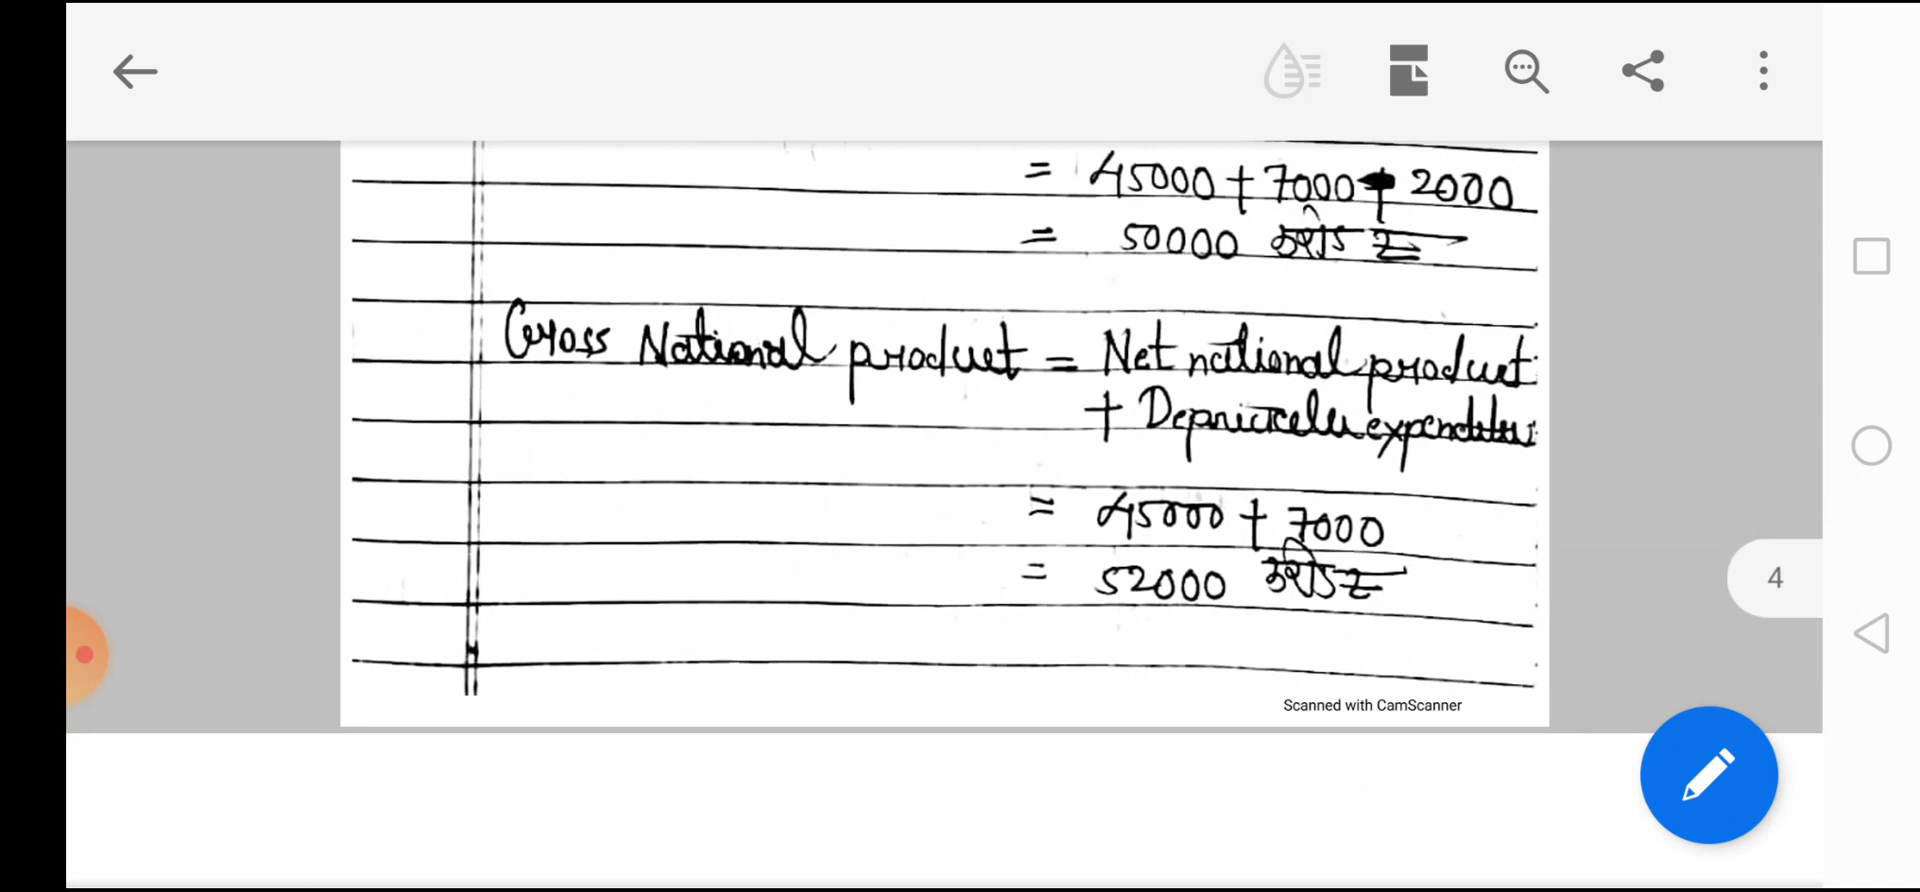 = 45000 + 7000 + 2000
= 50000 करोड़ रु
Gross National product = Net national product
+ Depriciation expenditure
= 45000 + 7000
= 52000 करोड़ रु
4
Scanned with CamScanner